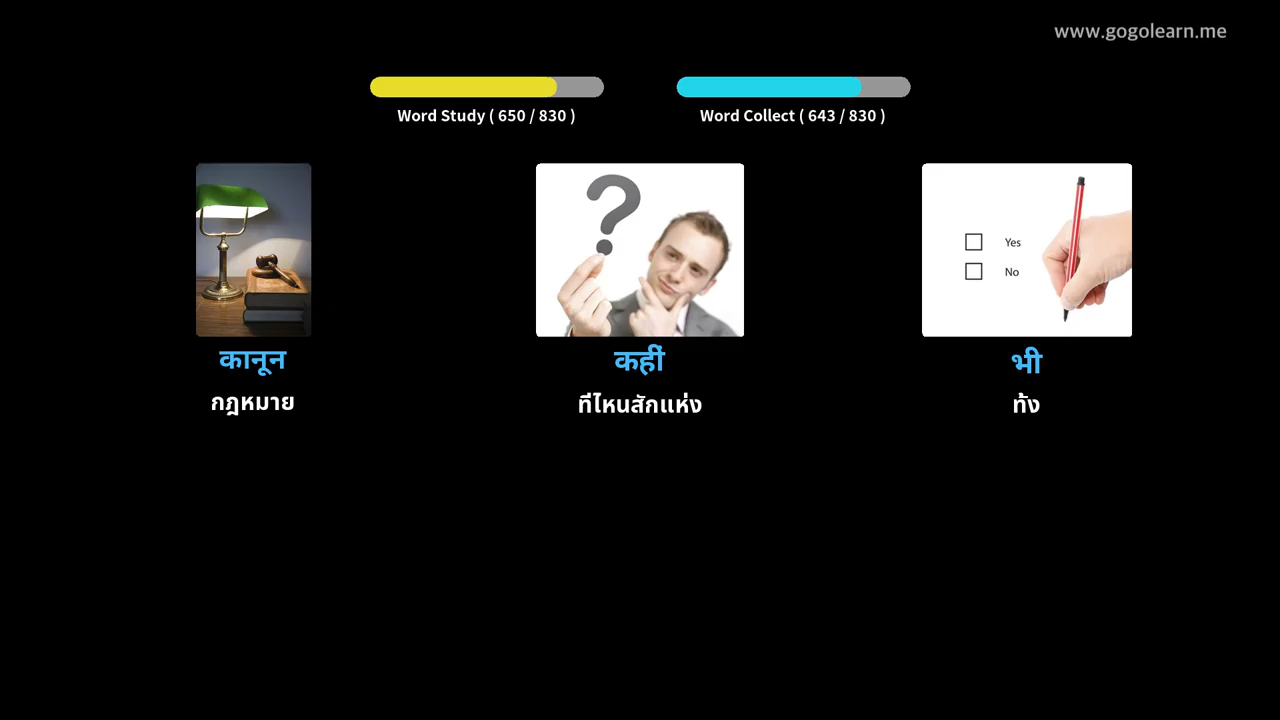 www.gogolearn.me
Word Study ( 650 / 830 )
Word Collect ( 643 / 830 )
Yes
No
कानून
कहीं
भी
กฎหมาย
ที่ไหนสักแห่ง
ทั้ง